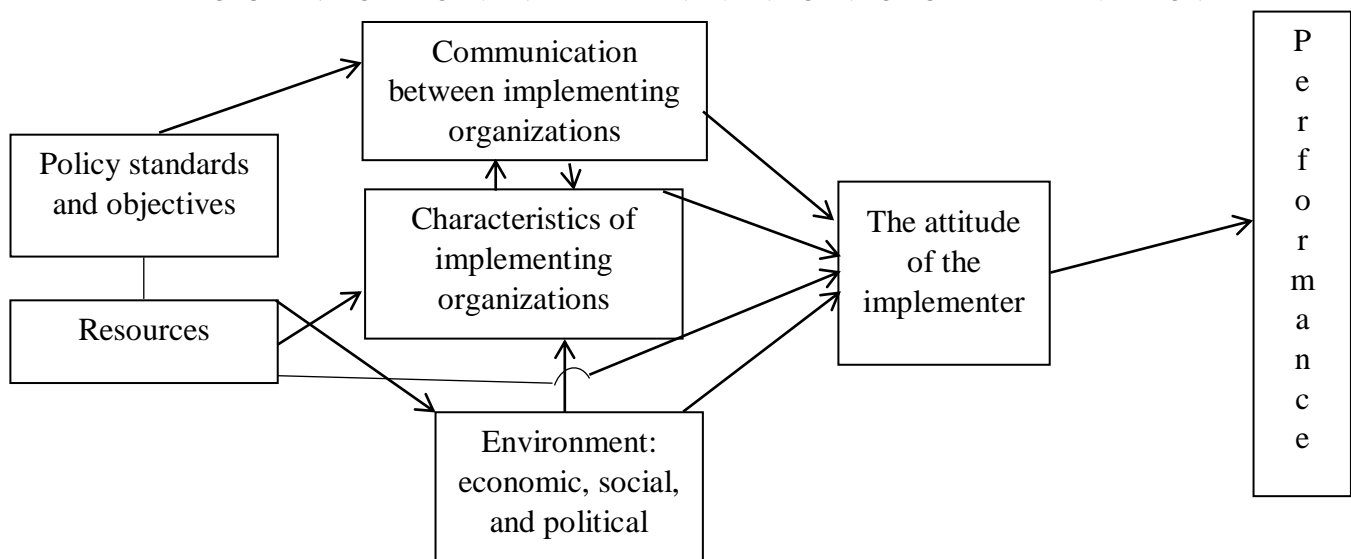 Communication
between implementing
organizations
Policy standards
and objectives
Characteristics of
implementing
organizations
Resources
The attitude
of the
implementer
Environment:
economic, social,
and political
P
e
r
f
o
r
m
a
n
c
e